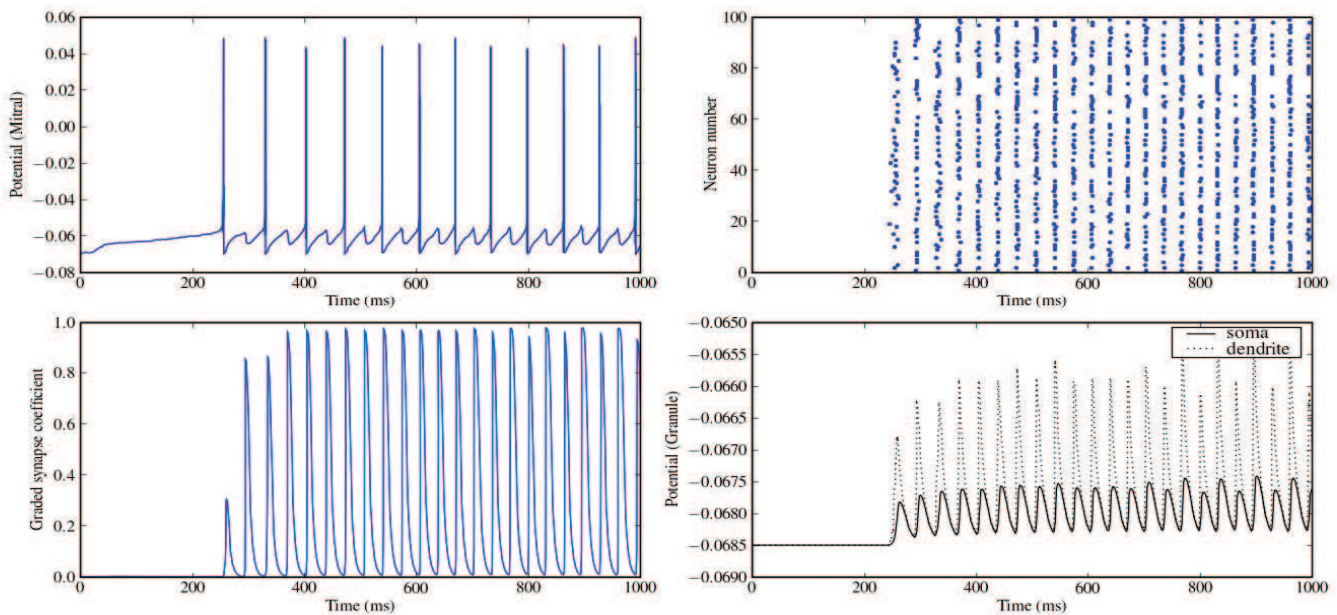 0.06
0.04
0.02
0.00
−0.02
−0.04
−0.06
−0.08
Potential (Mitral)
0 200 400 600 800 1000
Time (ms)
100
80
60
40
20
0
Neuron number
0 200 400 600 800 1000
Time (ms)
1.0
0.8
0.6
0.4
0.2
0.0
Graded synapse coefficient
0 200 400 600 800 1000
Time (ms)
−0.0650
−0.0655
−0.0660
−0.0665
−0.0670
−0.0675
−0.0680
−0.0685
−0.0690
Potential (Granule)
soma
dendrite
0 200 400 600 800 1000
Time (ms)